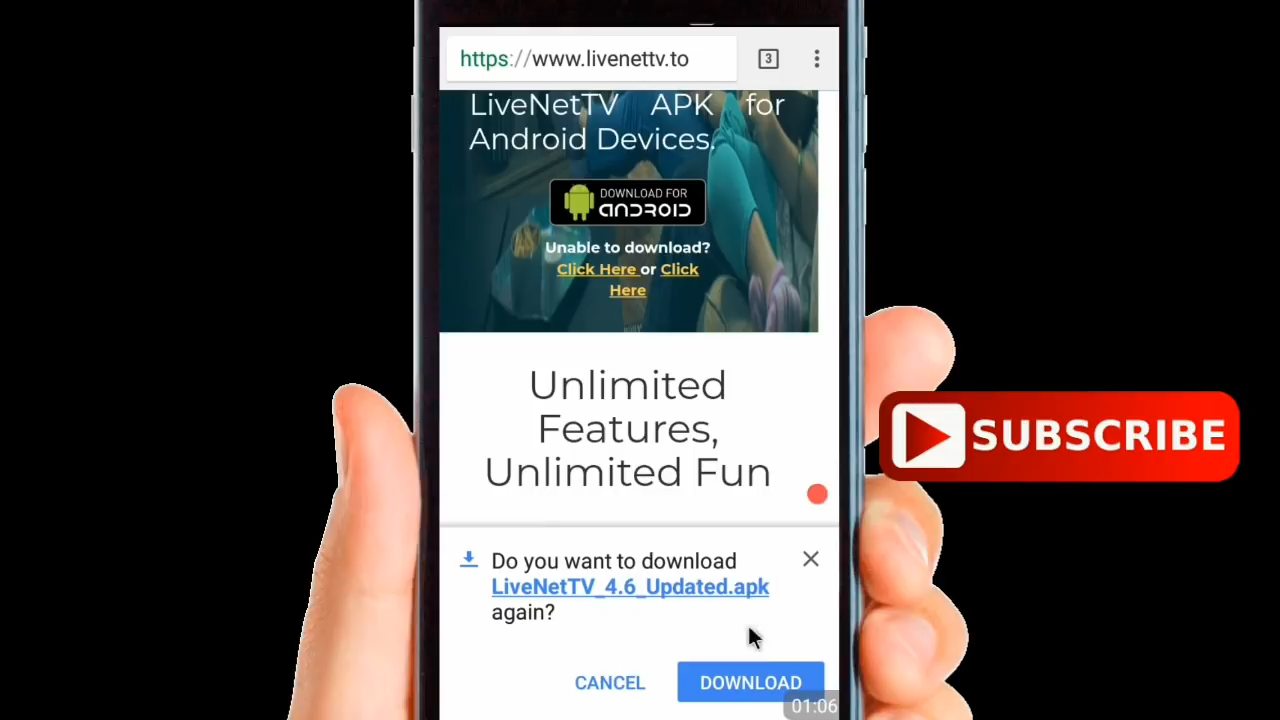 https://www.livenettv.to
3
LiveNetTV APK for
Android Devices.
DOWNLOAD FOR
ANDROID
Unable to download?
Click Here or Click
Here
Unlimited
Features,
Unlimited Fun
SUBSCRIBE
Do you want to download
LiveNetTV_4.6_Updated.apk
again?
CANCEL
DOWNLOAD
01:06